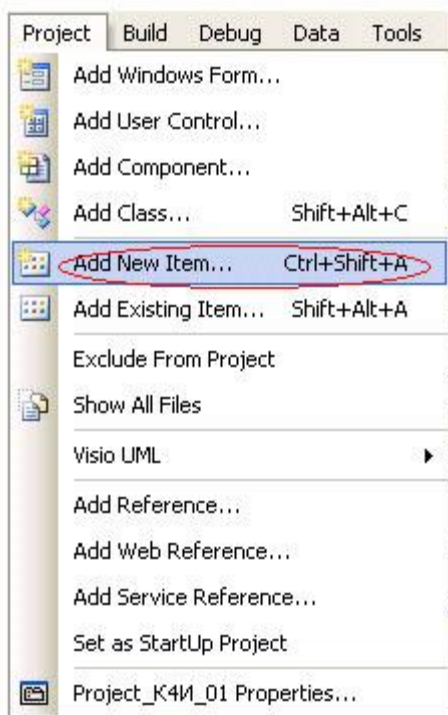 Project Build Debug Data Tools
Add Windows Form...
Add User Control...
Add Component...
Add Class... Shift+Alt+C
Add New Item... Ctrl+Shift+A
Add Existing Item... Shift+Alt+A
Exclude From Project
Show All Files
Visio UML
Add Reference...
Add Web Reference...
Add Service Reference...
Set as StartUp Project
Project_К4И_01 Properties...